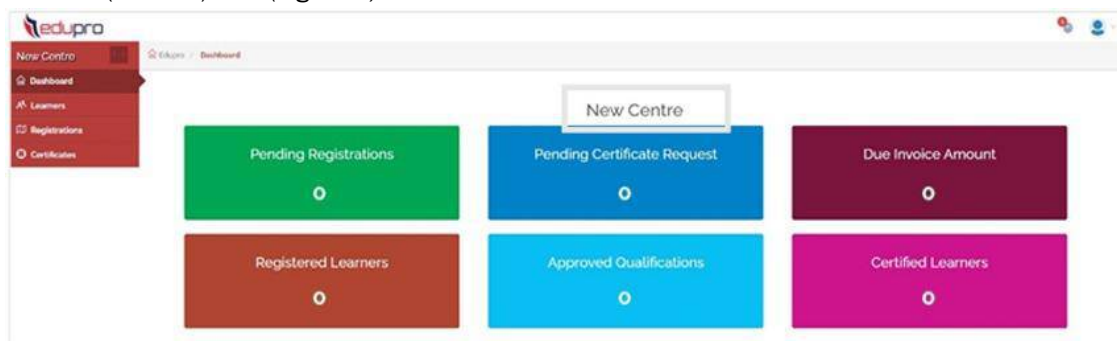 edupro
New Centre
Edupro / Dashboard
Dashboard
Learners
Registrations
Certificates
New Centre
Pending Registrations
0
Pending Certificate Request
0
Due Invoice Amount
0
Registered Learners
0
Approved Qualifications
0
Certified Learners
0